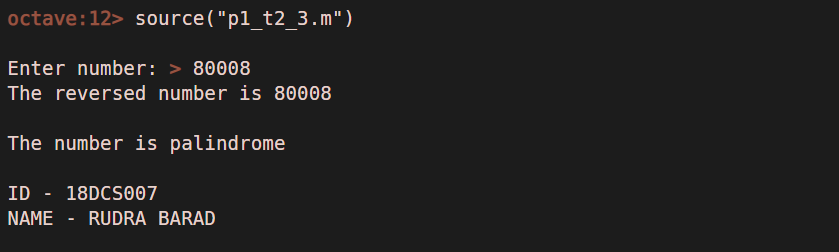 octave:12> source("p1_t2_3.m")
Enter number: > 80008
The reversed number is 80008
The number is palindrome
ID - 18DCS007
NAME - RUDRA BARAD